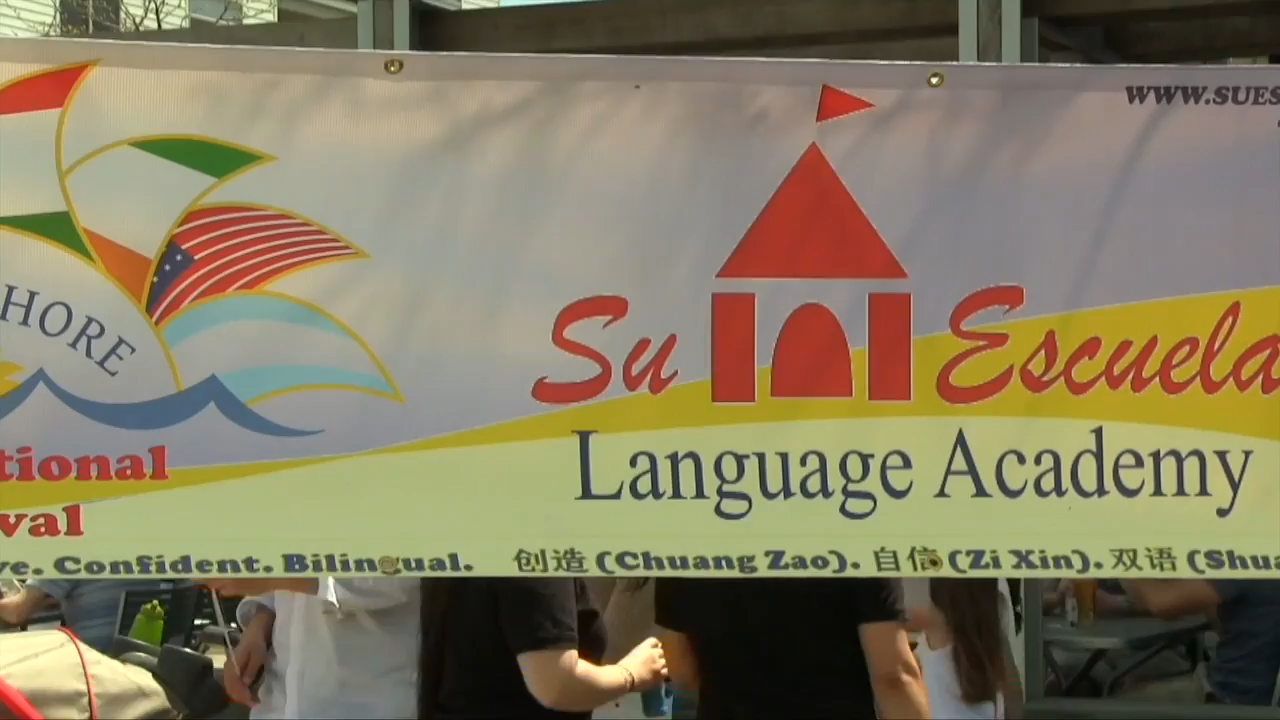 WWW.SUES
HORE
Su Escuela
Language Academy
tional
val
ve. Confident. Bilingual. 创造 (Chuang Zao). 自信 (Zi Xin). 双语 (Shua